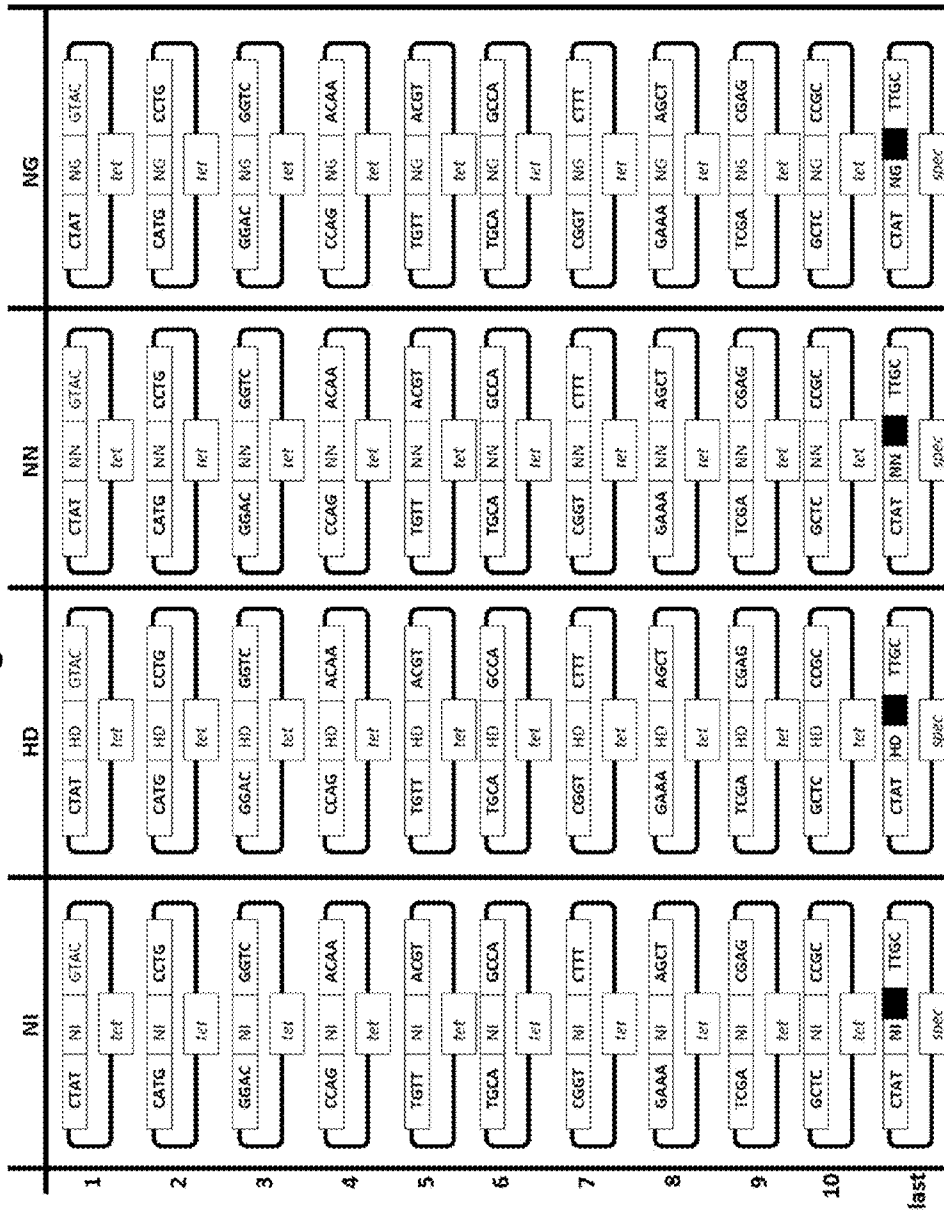 NI HD NN NG
1 CTAT NI GTAC CTAT HD GTAC CTAT NN GTAC CTAT NG GTAC
tet tet tet tet
2 CATG NI CCTG CATG HD CCTG CATG NN CCTG CATG NG CCTG
tet tet tet tet
3 GGAC NI GGTC GGAC HD GGTC GGAC NN GGTC GGAC NG GGTC
tet tet tet tet
4 CCAG NI ACAA CCAG HD ACAA CCAG NN ACAA CCAG NG ACAA
tet tet tet tet
5 TGTT NI ACGT TGTT HD ACGT TGTT NN ACGT TGTT NG ACGT
tet tet tet tet
6 TGCA NI GCCA TGCA HD GCCA TGCA NN GCCA TGCA NG GCCA
tet tet tet tet
7 CGGT NI CTTT CGGT HD CTTT CGGT NN CTTT CGGT NG CTTT
tet tet tet tet
8 GAAA NI AGCT GAAA HD AGCT GAAA NN AGCT GAAA NG AGCT
tet tet tet tet
9 TCGA NI CGAG TCGA HD CGAG TCGA NN CGAG TCGA NG CGAG
tet tet tet tet
10 GCTC NI CCGC GCTC HD CCGC GCTC NN CCGC GCTC NG CCGC
tet tet tet tet
last CTAT NI TTGC CTAT HD TTGC CTAT NN TTGC CTAT NG TTGC
spec spec spec spec